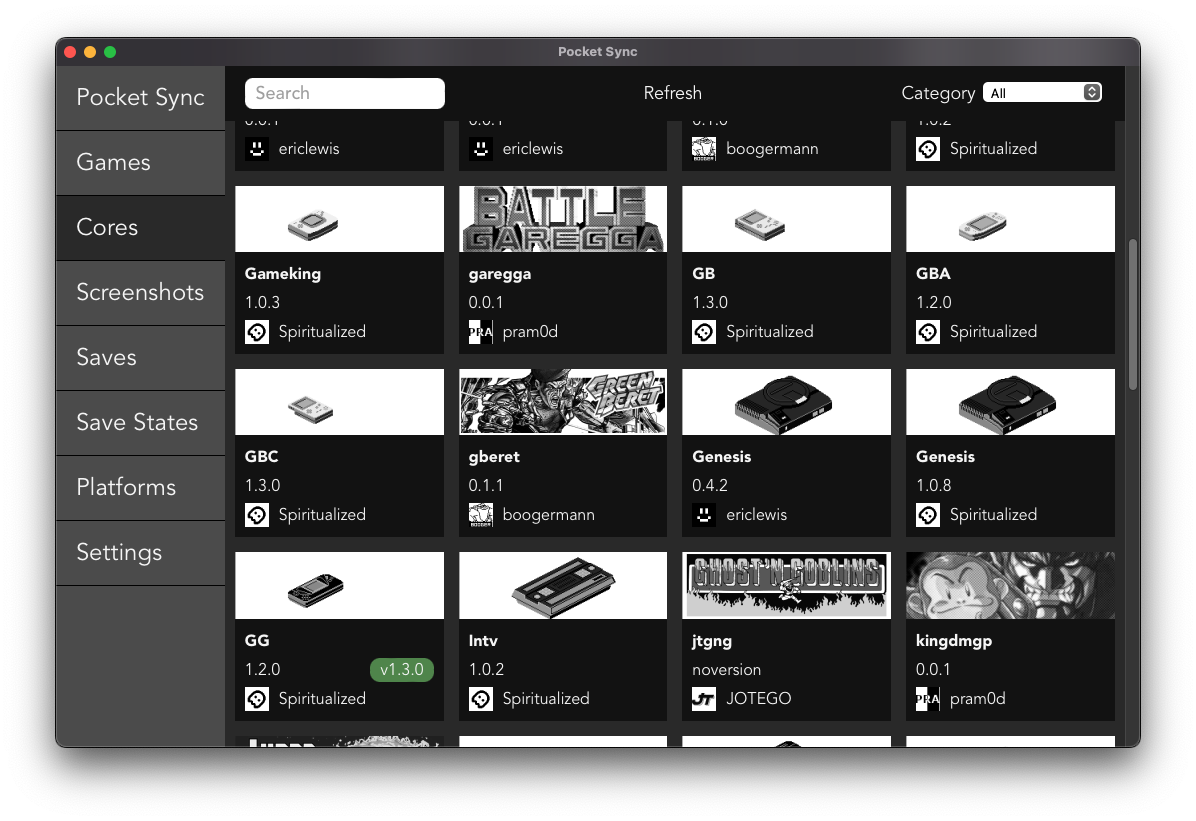 Pocket Sync
Pocket Sync
Games
Cores
Screenshots
Saves
Save States
Platforms
Settings
Search
Refresh
Category All
ericlewis
ericlewis
boogermann
Spiritualized
BATTLE
GAREGGA
Gameking
garegga
GB
GBA
1.0.3
0.0.1
1.3.0
1.2.0
Spiritualized
PRA pram0d
Spiritualized
Spiritualized
GREEN
BERET
GBC
gberet
Genesis
Genesis
1.3.0
0.1.1
0.4.2
1.0.8
Spiritualized
boogermann
ericlewis
Spiritualized
GHOST'N GOBLINS
GG
Intv
jtgng
kingdmgp
1.2.0 v1.3.0
1.0.2
noversion
0.0.1
Spiritualized
Spiritualized
JT JOTEGO
PRA pram0d